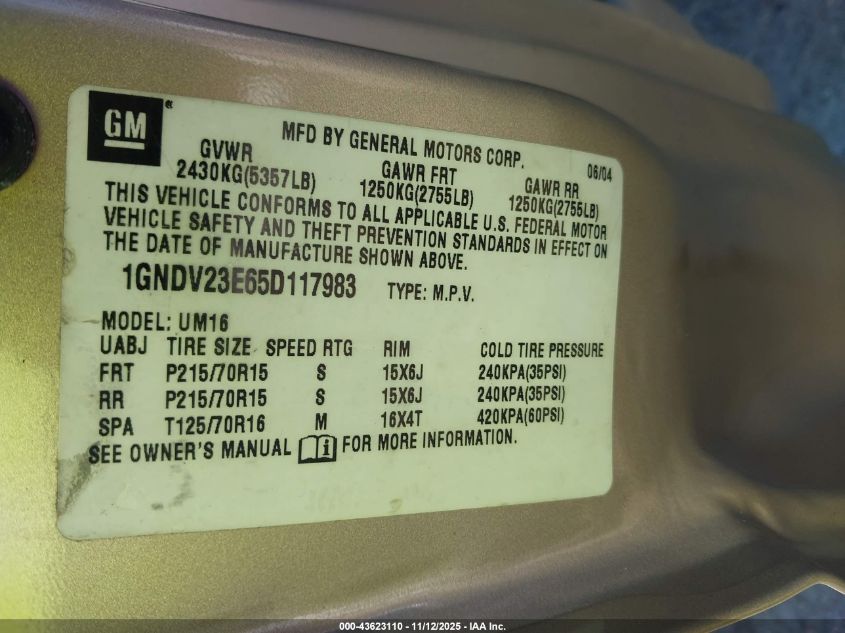 GM ®
MFD BY GENERAL MOTORS CORP. 06/04
GVWR GAWR FRT GAWR RR
2430KG(5357LB) 1250KG(2755LB) 1250KG(2755LB)
THIS VEHICLE CONFORMS TO ALL APPLICABLE U.S. FEDERAL MOTOR
VEHICLE SAFETY AND THEFT PREVENTION STANDARDS IN EFFECT ON
THE DATE OF MANUFACTURE SHOWN ABOVE.
1GNDV23E65D117983 TYPE: M.P.V.
MODEL: UM16
UABJ TIRE SIZE SPEED RTG RIM COLD TIRE PRESSURE
FRT P215/70R15 S 15X6J 240KPA(35PSI)
RR P215/70R15 S 15X6J 240KPA(35PSI)
SPA T125/70R16 M 16X4T 420KPA(60PSI)
SEE OWNER'S MANUAL i FOR MORE INFORMATION.
000-43623110 - 11/12/2025 - IAA Inc.